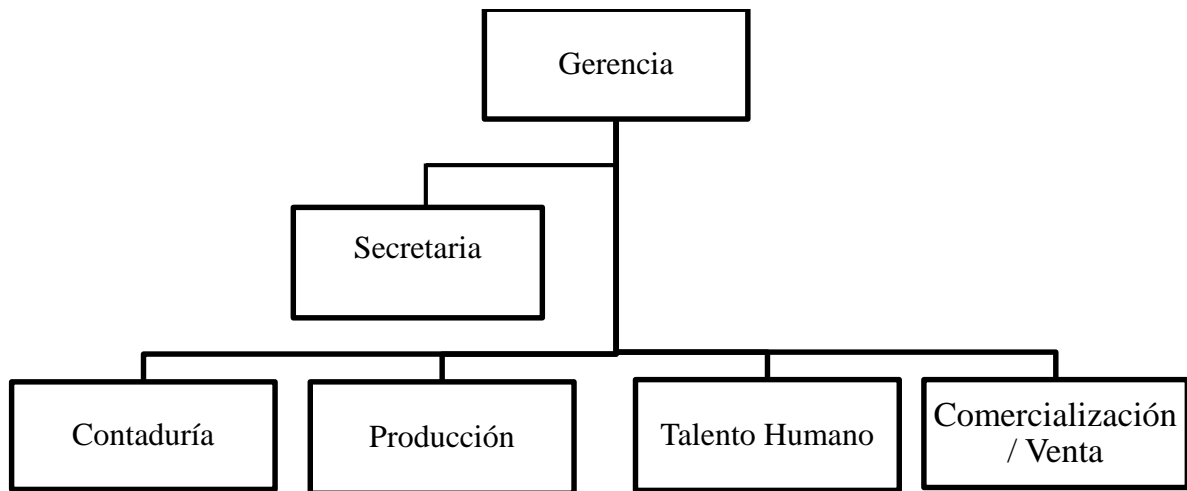 Gerencia
Secretaria
Contaduría
Producción
Talento Humano
Comercialización
/ Venta